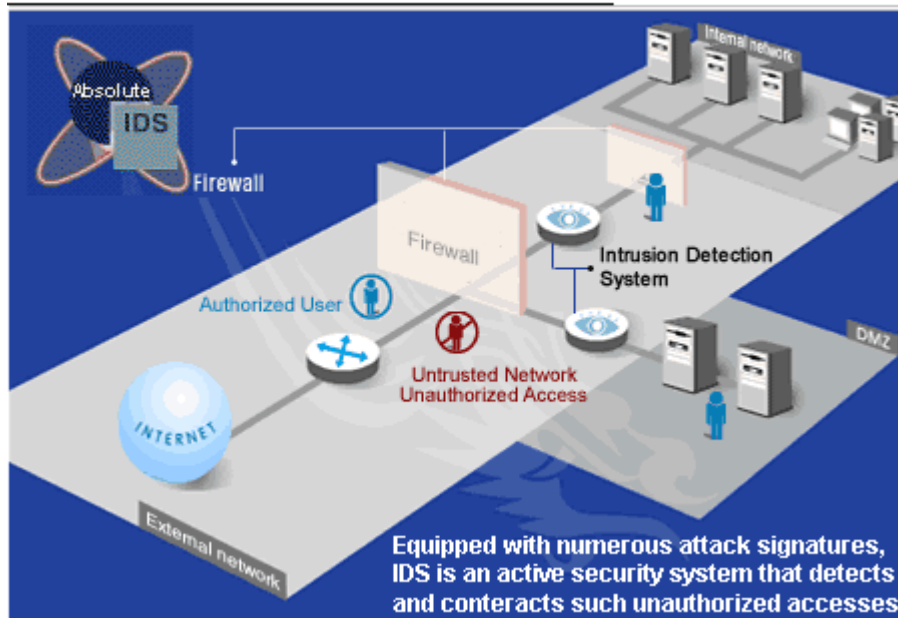 Internal network
Absolute
IDS
Firewall
Firewall
Intrusion Detection
System
Authorized User
DMZ
Untrusted Network
Unauthorized Access
INTERNET
External network
Equipped with numerous attack signatures,
IDS is an active security system that detects
and conteracts such unauthorized accesses